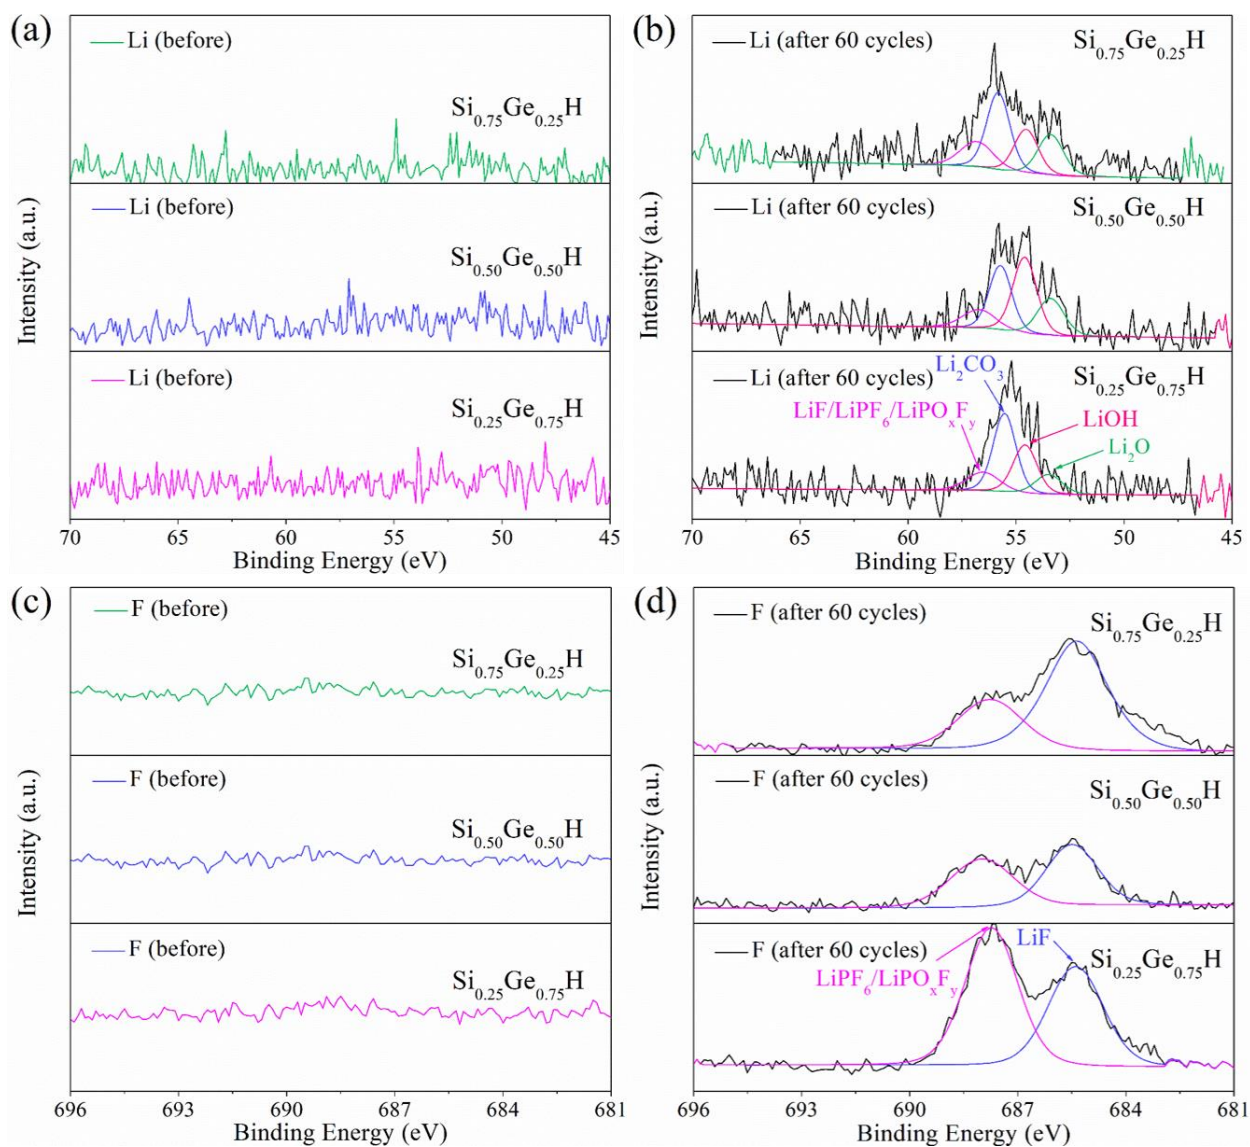 (a)
Li (before)
Si0.75Ge0.25H
Li (before)
Si0.50Ge0.50H
Li (before)
Si0.25Ge0.75H
Intensity (a.u.)
70 65 60 55 50 45
Binding Energy (eV)
(b)
Li (after 60 cycles)
Si0.75Ge0.25H
Li (after 60 cycles)
Si0.50Ge0.50H
Li (after 60 cycles)
Si0.25Ge0.75H
Li2CO3
LiF/LiPF6/LiPOxFy
LiOH
Li2O
Intensity (a.u.)
70 65 60 55 50 45
Binding Energy (eV)
(c)
F (before)
Si0.75Ge0.25H
F (before)
Si0.50Ge0.50H
F (before)
Si0.25Ge0.75H
Intensity (a.u.)
696 693 690 687 684 681
Binding Energy (eV)
(d)
F (after 60 cycles)
Si0.75Ge0.25H
F (after 60 cycles)
Si0.50Ge0.50H
F (after 60 cycles)
LiF
Si0.25Ge0.75H
LiPF6/LiPOxFy
Intensity (a.u.)
696 693 690 687 684 681
Binding Energy (eV)